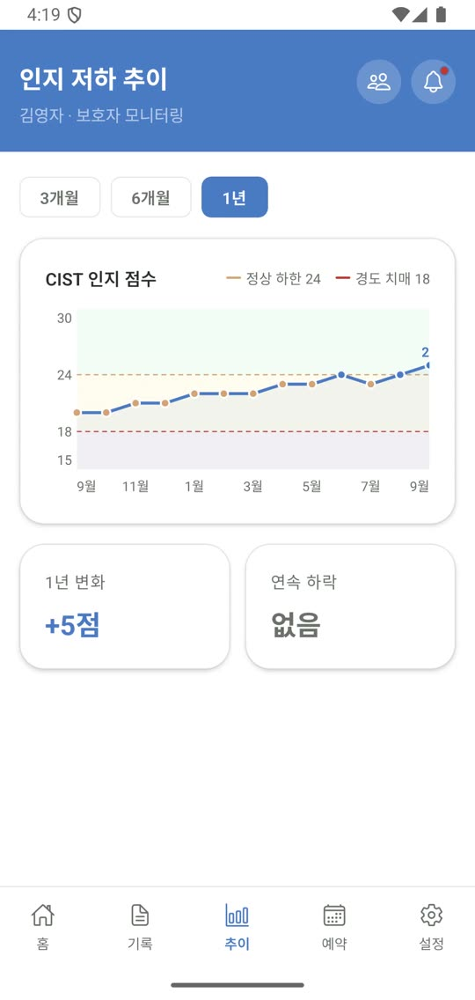 4:19
인지 저하 추이
김영자 · 보호자 모니터링
3개월 6개월 1년
CIST 인지 점수 정상 하한 24 경도 치매 18
30
2
24
18
15
9월 11월 1월 3월 5월 7월 9월
1년 변화 연속 하락
+5점 없음
홈 기록 추이 예약 설정